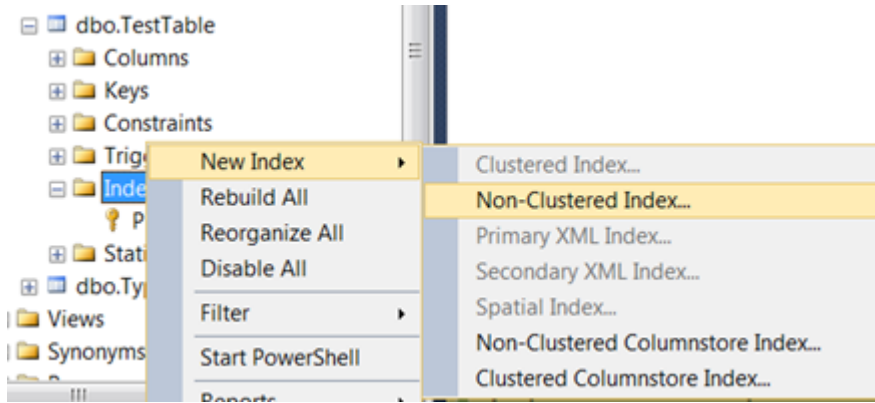 dbo.TestTable
Columns
Keys
Constraints
Trig
Inde
P
Stati
dbo.Ty
Views
Synonyms
New Index
Rebuild All
Reorganize All
Disable All
Filter
Start PowerShell
Reports
Clustered Index...
Non-Clustered Index...
Primary XML Index...
Secondary XML Index...
Spatial Index...
Non-Clustered Columnstore Index...
Clustered Columnstore Index...